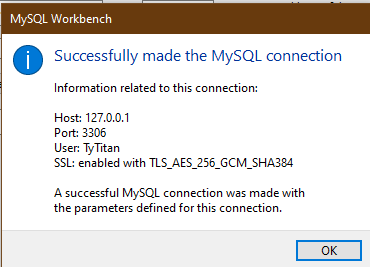 MySQL Workbench
Successfully made the MySQL connection
Information related to this connection:
Host: 127.0.0.1
Port: 3306
User: TyTitan
SSL: enabled with TLS_AES_256_GCM_SHA384
A successful MySQL connection was made with
the parameters defined for this connection.
OK